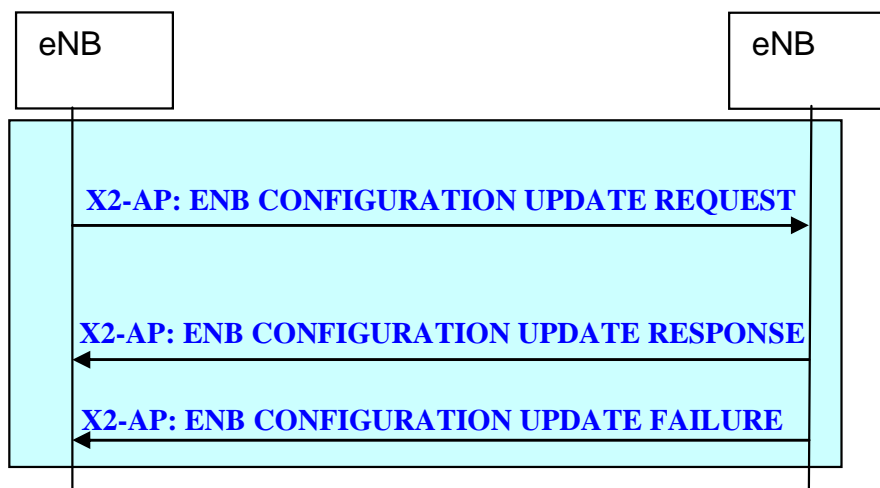 eNB
eNB
X2-AP: ENB CONFIGURATION UPDATE REQUEST
X2-AP: ENB CONFIGURATION UPDATE RESPONSE
X2-AP: ENB CONFIGURATION UPDATE FAILURE